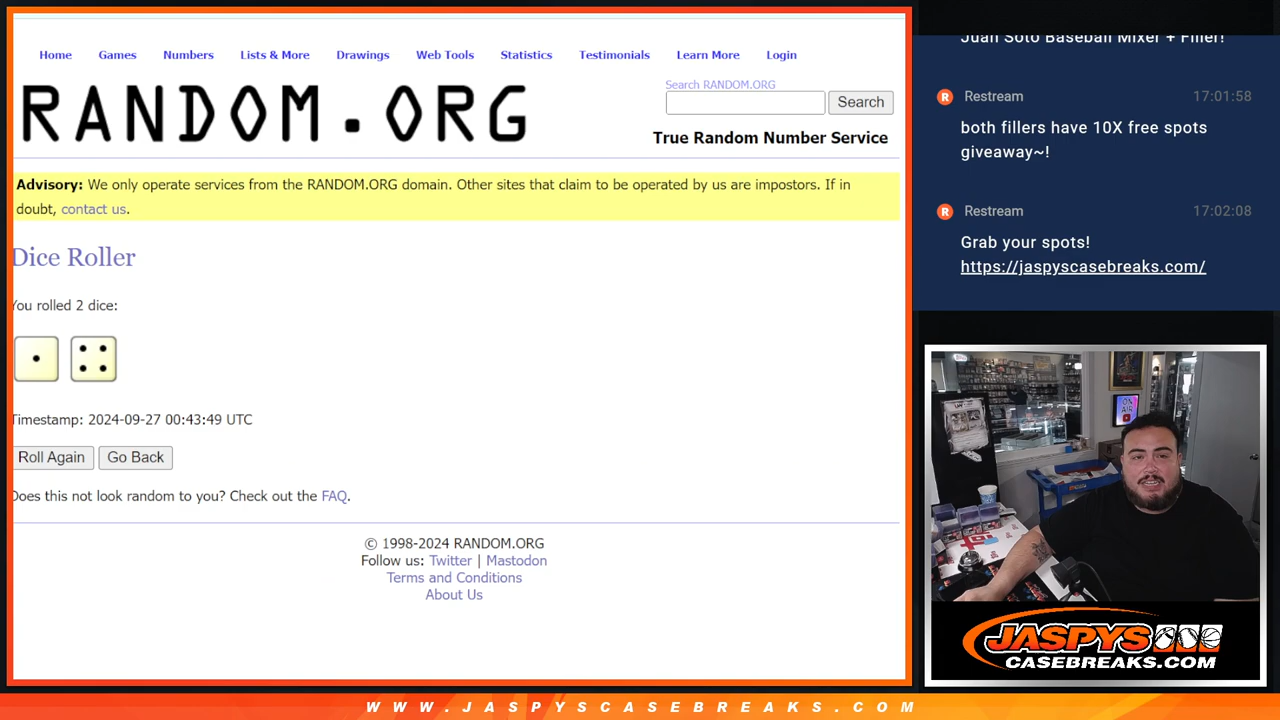 Home Games Numbers Lists & More Drawings Web Tools Statistics Testimonials Learn More Login
RANDOM.ORG
Search RANDOM.ORG
Search
True Random Number Service
Advisory: We only operate services from the RANDOM.ORG domain. Other sites that claim to be operated by us are impostors. If in
doubt, contact us.
Dice Roller
You rolled 2 dice:
Timestamp: 2024-09-27 00:43:49 UTC
Roll Again Go Back
Does this not look random to you? Check out the FAQ.
© 1998-2024 RANDOM.ORG
Follow us: Twitter | Mastodon
Terms and Conditions
About Us
Juan Soto Baseball Mixer + Filler!
Restream 17:01:58
both fillers have 10X free spots
giveaway~!
Restream 17:02:08
Grab your spots!
https://jaspyscasebreaks.com/
ON
AIR
JASPYS
CASEBREAKS.COM
WWW.JASPYSCASEBREAKS.COM